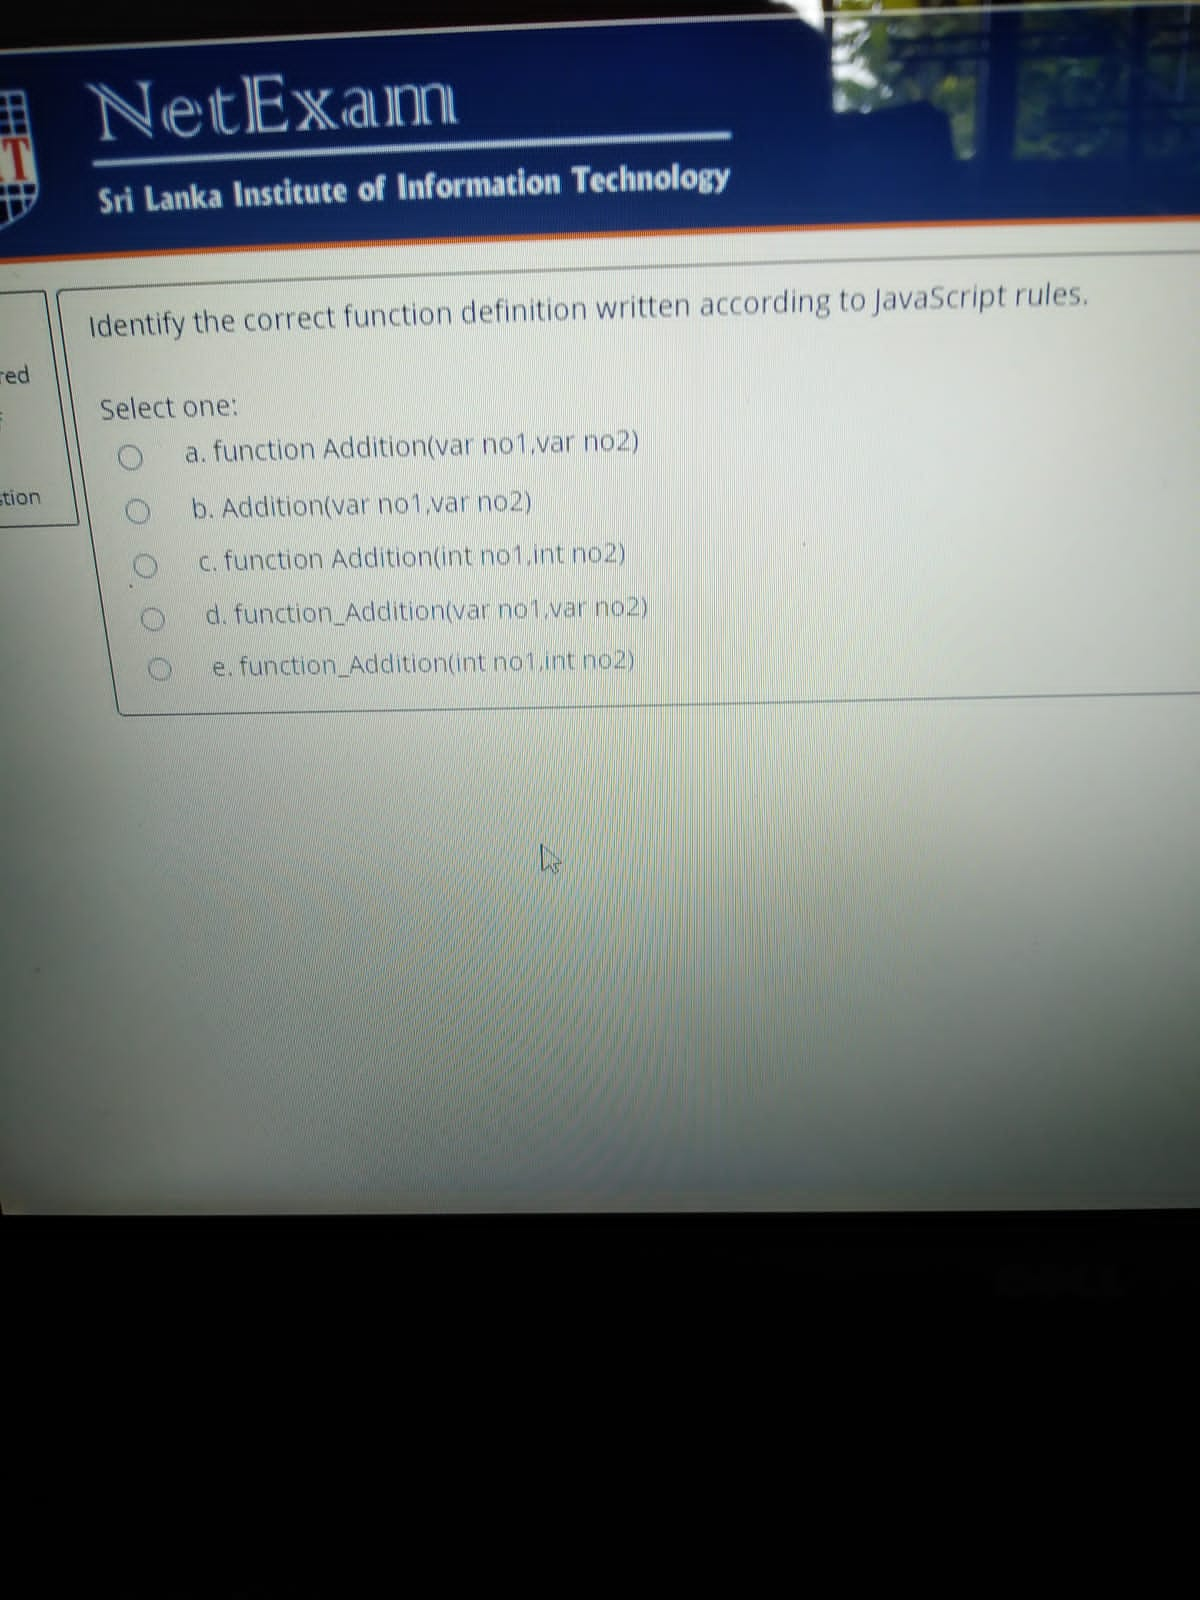 T
NetExam
Sri Lanka Institute of Information Technology
Identify the correct function definition written according to JavaScript rules.
red
Select one:
a. function Addition(var no1,var no2)
stion
b. Addition(var no1,var no2)
c. function Addition(int no1,int no2)
d. function_Addition(var no1,var no2)
e. function_Addition(int no1,int no2)